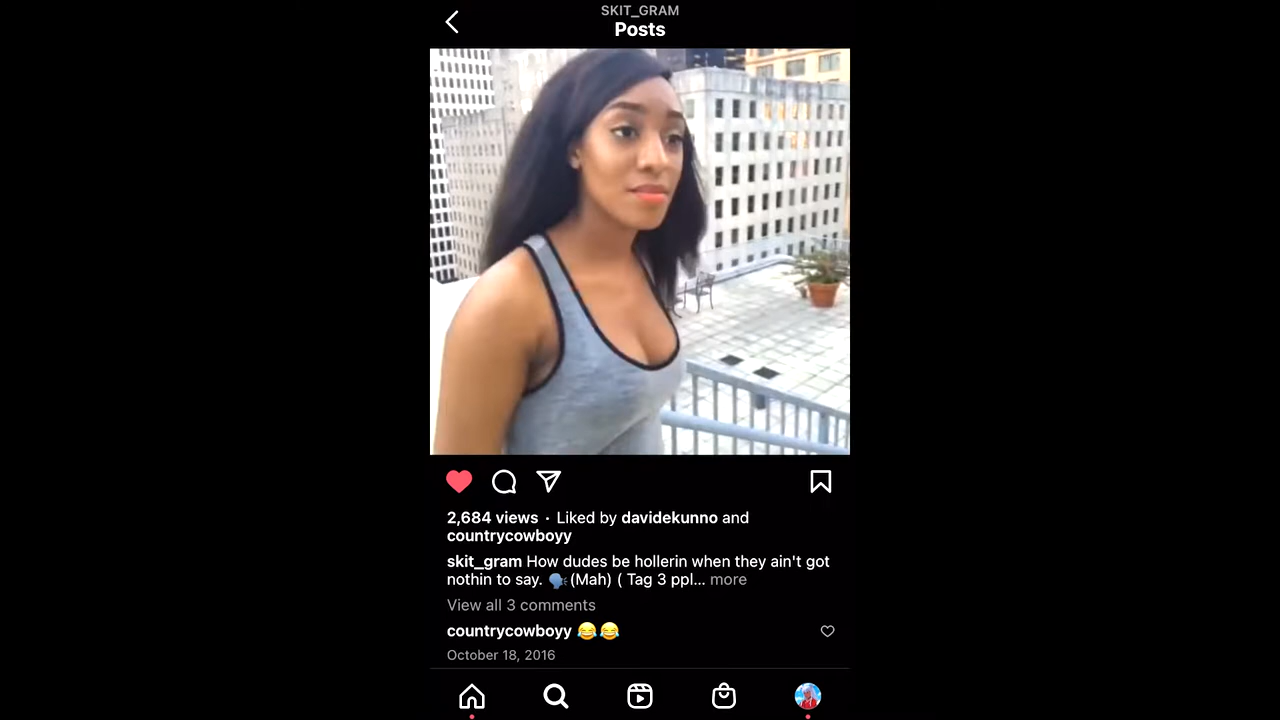 SKIT_GRAM
Posts
2,684 views · Liked by davidekunno and
countrycowboyy
skit_gram How dudes be hollerin when they ain't got
nothin to say. 🗣(Mah) ( Tag 3 ppl... more
View all 3 comments
countrycowboyy 😂😂
October 18, 2016